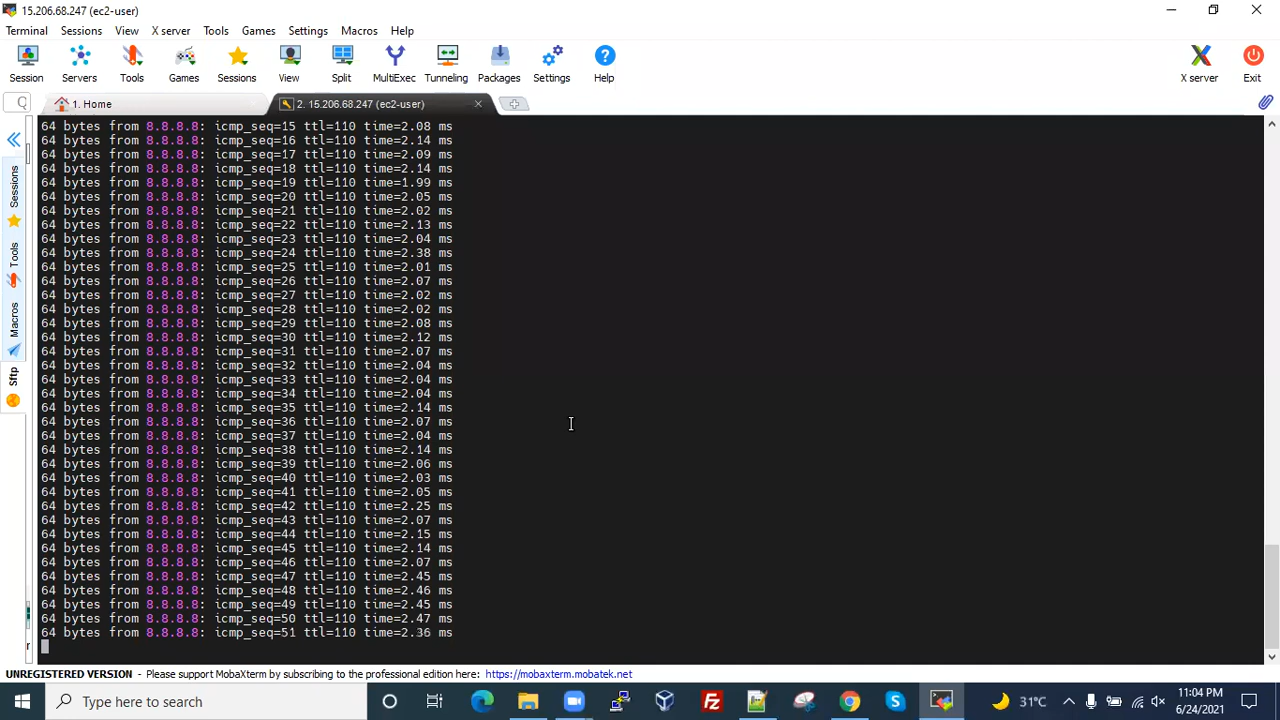 15.206.68.247 (ec2-user)
Terminal Sessions View X server Tools Games Settings Macros Help
Session Servers Tools Games Sessions View Split MultiExec Tunneling Packages Settings Help X server Exit
1. Home
2. 15.206.68.247 (ec2-user)
Sessions
Tools
Macros
Sftp
64 bytes from 8.8.8.8: icmp_seq=15 ttl=110 time=2.08 ms
64 bytes from 8.8.8.8: icmp_seq=16 ttl=110 time=2.14 ms
64 bytes from 8.8.8.8: icmp_seq=17 ttl=110 time=2.09 ms
64 bytes from 8.8.8.8: icmp_seq=18 ttl=110 time=2.14 ms
64 bytes from 8.8.8.8: icmp_seq=19 ttl=110 time=1.99 ms
64 bytes from 8.8.8.8: icmp_seq=20 ttl=110 time=2.05 ms
64 bytes from 8.8.8.8: icmp_seq=21 ttl=110 time=2.02 ms
64 bytes from 8.8.8.8: icmp_seq=22 ttl=110 time=2.13 ms
64 bytes from 8.8.8.8: icmp_seq=23 ttl=110 time=2.04 ms
64 bytes from 8.8.8.8: icmp_seq=24 ttl=110 time=2.38 ms
64 bytes from 8.8.8.8: icmp_seq=25 ttl=110 time=2.01 ms
64 bytes from 8.8.8.8: icmp_seq=26 ttl=110 time=2.07 ms
64 bytes from 8.8.8.8: icmp_seq=27 ttl=110 time=2.02 ms
64 bytes from 8.8.8.8: icmp_seq=28 ttl=110 time=2.02 ms
64 bytes from 8.8.8.8: icmp_seq=29 ttl=110 time=2.08 ms
64 bytes from 8.8.8.8: icmp_seq=30 ttl=110 time=2.12 ms
64 bytes from 8.8.8.8: icmp_seq=31 ttl=110 time=2.07 ms
64 bytes from 8.8.8.8: icmp_seq=32 ttl=110 time=2.04 ms
64 bytes from 8.8.8.8: icmp_seq=33 ttl=110 time=2.04 ms
64 bytes from 8.8.8.8: icmp_seq=34 ttl=110 time=2.04 ms
64 bytes from 8.8.8.8: icmp_seq=35 ttl=110 time=2.14 ms
64 bytes from 8.8.8.8: icmp_seq=36 ttl=110 time=2.07 ms
64 bytes from 8.8.8.8: icmp_seq=37 ttl=110 time=2.04 ms
64 bytes from 8.8.8.8: icmp_seq=38 ttl=110 time=2.14 ms
64 bytes from 8.8.8.8: icmp_seq=39 ttl=110 time=2.06 ms
64 bytes from 8.8.8.8: icmp_seq=40 ttl=110 time=2.03 ms
64 bytes from 8.8.8.8: icmp_seq=41 ttl=110 time=2.05 ms
64 bytes from 8.8.8.8: icmp_seq=42 ttl=110 time=2.25 ms
64 bytes from 8.8.8.8: icmp_seq=43 ttl=110 time=2.07 ms
64 bytes from 8.8.8.8: icmp_seq=44 ttl=110 time=2.15 ms
64 bytes from 8.8.8.8: icmp_seq=45 ttl=110 time=2.14 ms
64 bytes from 8.8.8.8: icmp_seq=46 ttl=110 time=2.07 ms
64 bytes from 8.8.8.8: icmp_seq=47 ttl=110 time=2.45 ms
64 bytes from 8.8.8.8: icmp_seq=48 ttl=110 time=2.46 ms
64 bytes from 8.8.8.8: icmp_seq=49 ttl=110 time=2.45 ms
64 bytes from 8.8.8.8: icmp_seq=50 ttl=110 time=2.47 ms
64 bytes from 8.8.8.8: icmp_seq=51 ttl=110 time=2.36 ms
UNREGISTERED VERSION - Please support MobaXterm by subscribing to the professional edition here: https://mobaxterm.mobatek.net
Type here to search
31°C
11:04 PM
6/24/2021